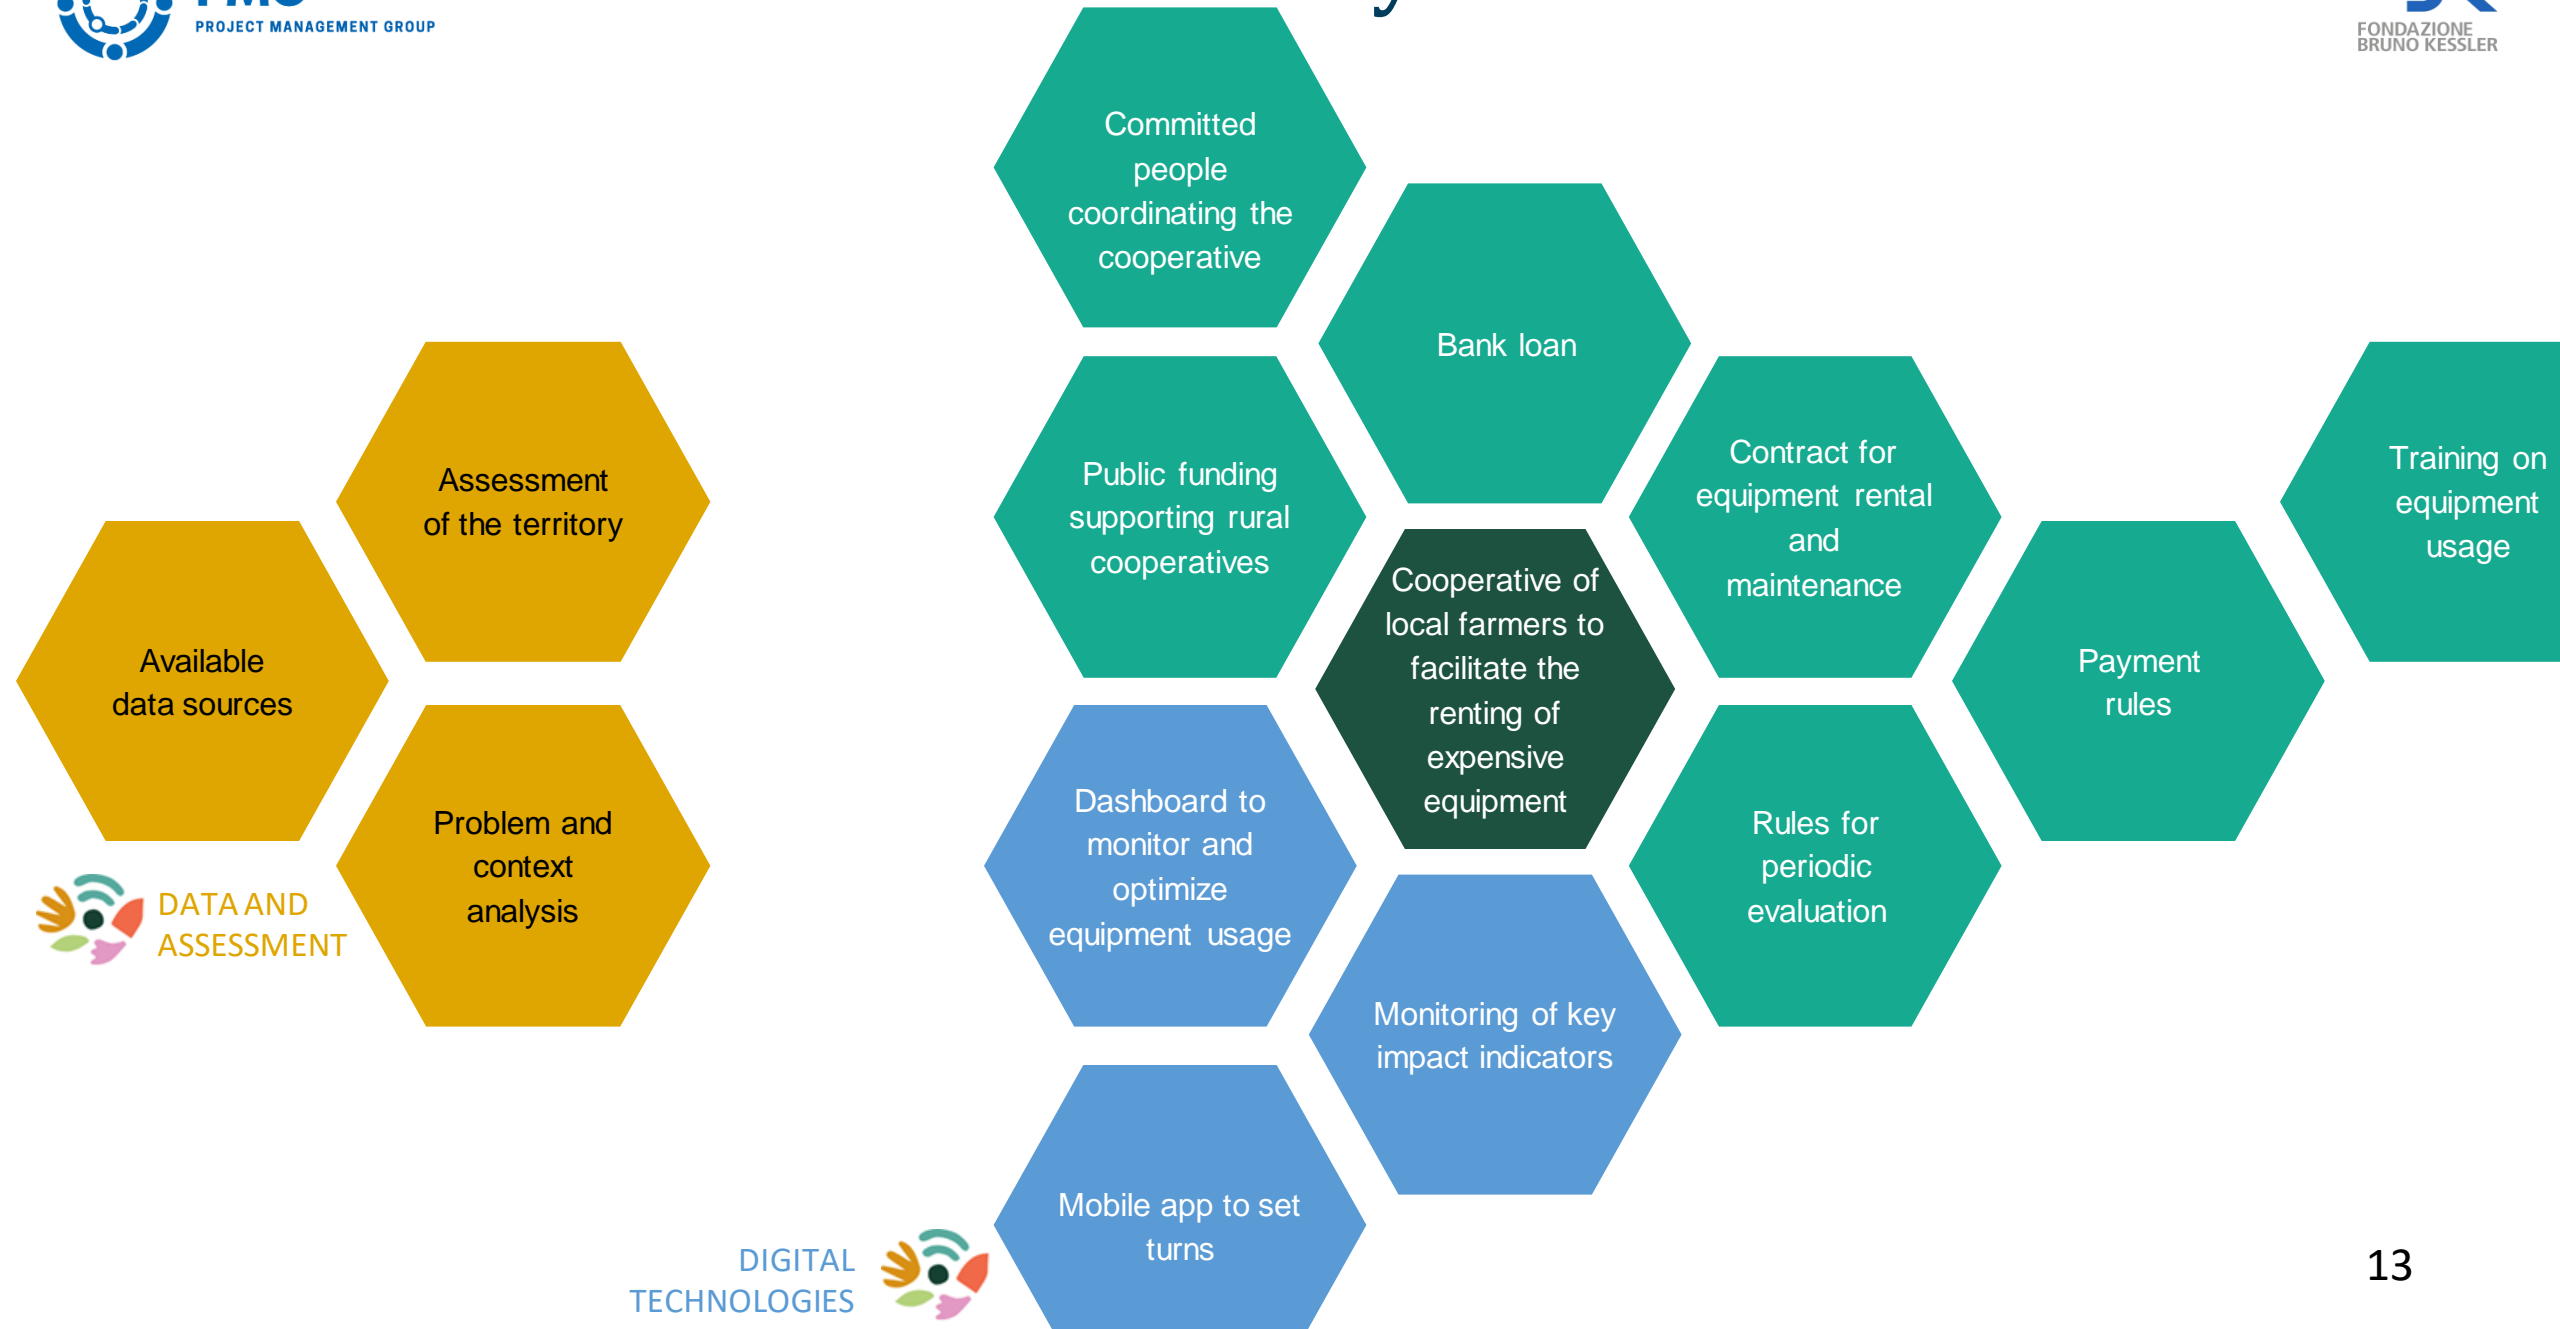 PROJECT MANAGEMENT GROUP
FONDAZIONE
BRUNO KESSLER
Committed
people
coordinating the
cooperative
Bank loan
Assessment
of the territory
Public funding
supporting rural
cooperatives
Contract for
equipment rental
and
maintenance
Training on
equipment
usage
Available
data sources
Cooperative of
local farmers to
facilitate the
renting of
expensive
equipment
Payment
rules
Problem and
context
analysis
Dashboard to
monitor and
optimize
equipment usage
Rules for
periodic
evaluation
DATA AND
ASSESSMENT
Monitoring of key
impact indicators
Mobile app to set
turns
DIGITAL
TECHNOLOGIES
13